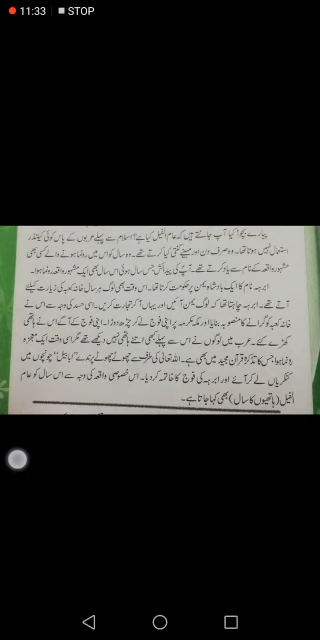 11:33 STOP
پیارے بچو! کیا آپ جانتے ہیں کہ عام الفیل کیا ہے؟ اسلام سے پہلے عربوں کے پاس کوئی کیلنڈر
استعمال نہیں ہوتا تھا۔ وہ صرف دن اور مہینے گنتی کیا کرتے تھے۔ وہ سال کو اس میں رونما ہونے والے کسی بھی
مشہور واقعہ کے نام سے یاد کرتے تھے۔ آپ کی پیدائش جس سال ہوئی اس سال بھی ایک مشہور واقعہ رونما ہوا۔
ابرہہ نام کا ایک بادشاہ یمن پر حکومت کرتا تھا۔ اس وقت بھی لوگ ہر سال خانہ کعبہ کی زیارت کیلئے
آتے تھے۔ ابرہہ چاہتا تھا کہ لوگ یمن آئیں اور یہاں آ کر تجارت کریں۔ اسی حسد کی وجہ سے اس نے
خانہ کعبہ کو گرانے کا منصوبہ بنایا اور مکہ مکرمہ پر اپنی فوج لے کر چڑھ دوڑا۔ اپنی فوج کے آگے اس نے ہاتھی
کھڑے کئے۔ عرب میں لوگوں نے اس سے پہلے کبھی اتنے ہاتھی نہیں دیکھے تھے مگر اسی وقت ایک معجزہ
رونما ہوا جس کا تذکرہ قرآن مجید میں بھی ہے۔ اللہ تعالیٰ کی طرف سے چھوٹے چھوٹے پرندے "ابابیل" چونچوں میں
کنکریاں لے کر آئے اور ابرہہ کی فوج کا خاتمہ کر دیا۔ اس خصوصی واقعہ کی وجہ سے اس سال کو عام
الفیل (ہاتھیوں کا سال) بھی کہا جاتا ہے۔